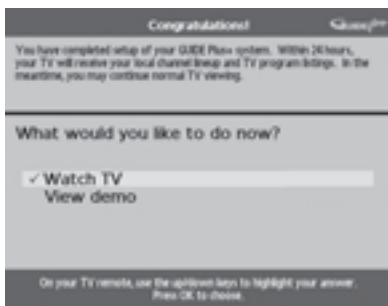 Congratulations!
You have completed setup of your GUIDE Plus+ system. Within 24 hours,
your TV will receive your local channel lineup and TV program listings. In the
meantime, you may continue normal TV viewing.
What would you like to do now?
✓ Watch TV
View demo
On your TV remote, use the up/down keys to highlight your answer.
Press OK to choose.